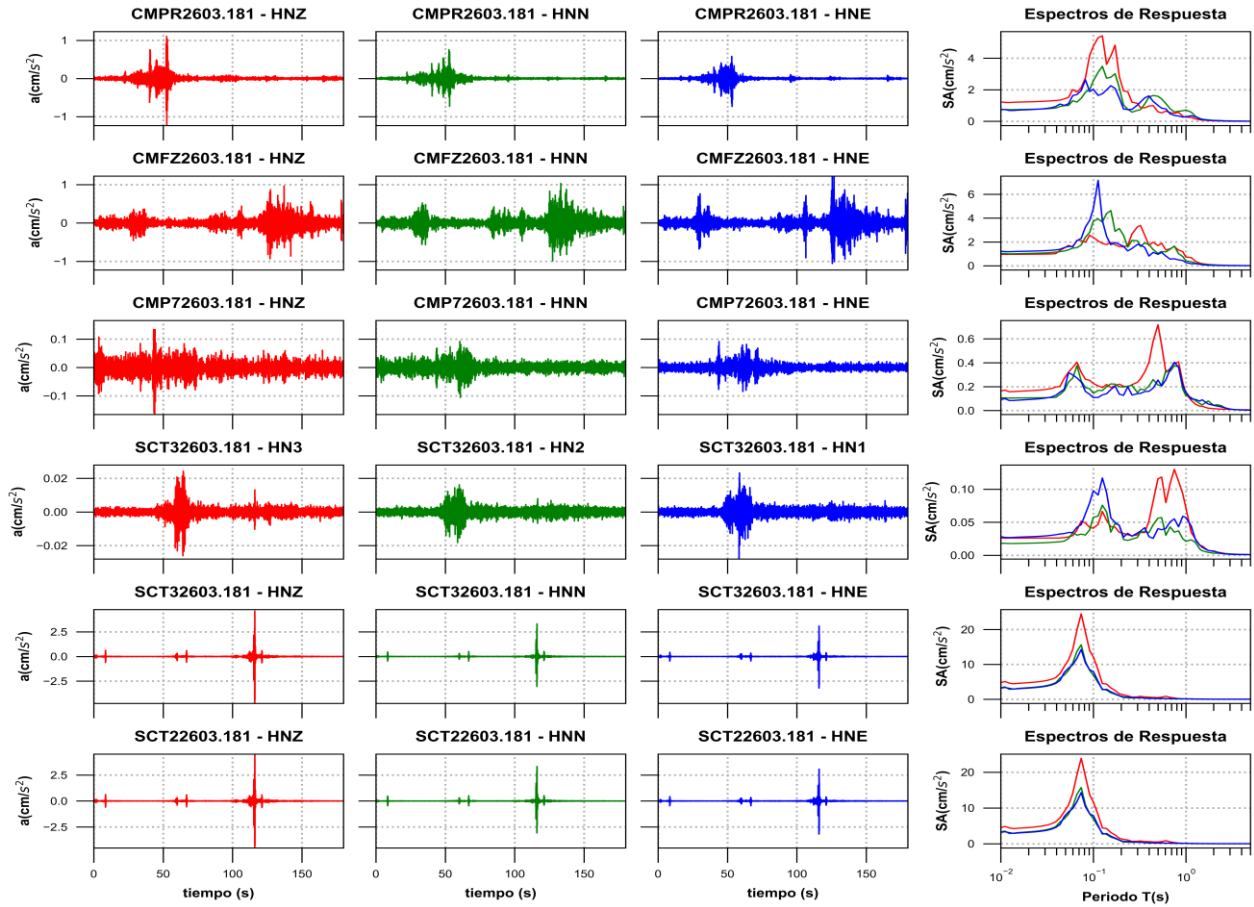 CMPR2603.181 - HNZ
CMPR2603.181 - HNN
CMPR2603.181 - HNE
Espectros de Respuesta
a(cm/s²)
1
0
−1
SA(cm/s²)
4
2
0
CMFZ2603.181 - HNZ
CMFZ2603.181 - HNN
CMFZ2603.181 - HNE
Espectros de Respuesta
a(cm/s²)
1
0
−1
SA(cm/s²)
6
4
2
0
CMP72603.181 - HNZ
CMP72603.181 - HNN
CMP72603.181 - HNE
Espectros de Respuesta
a(cm/s²)
0.1
0.0
−0.1
SA(cm/s²)
0.6
0.4
0.2
0.0
SCT32603.181 - HN3
SCT32603.181 - HN2
SCT32603.181 - HN1
Espectros de Respuesta
a(cm/s²)
0.02
0.00
−0.02
SA(cm/s²)
0.10
0.05
0.00
SCT32603.181 - HNZ
SCT32603.181 - HNN
SCT32603.181 - HNE
Espectros de Respuesta
a(cm/s²)
2.5
0.0
−2.5
SA(cm/s²)
20
10
0
SCT22603.181 - HNZ
SCT22603.181 - HNN
SCT22603.181 - HNE
Espectros de Respuesta
a(cm/s²)
2.5
0.0
−2.5
SA(cm/s²)
20
10
0
0 50 100 150
0 50 100 150
0 50 100 150
10⁻² 10⁻¹ 10⁰
tiempo (s)
tiempo (s)
tiempo (s)
Periodo T(s)